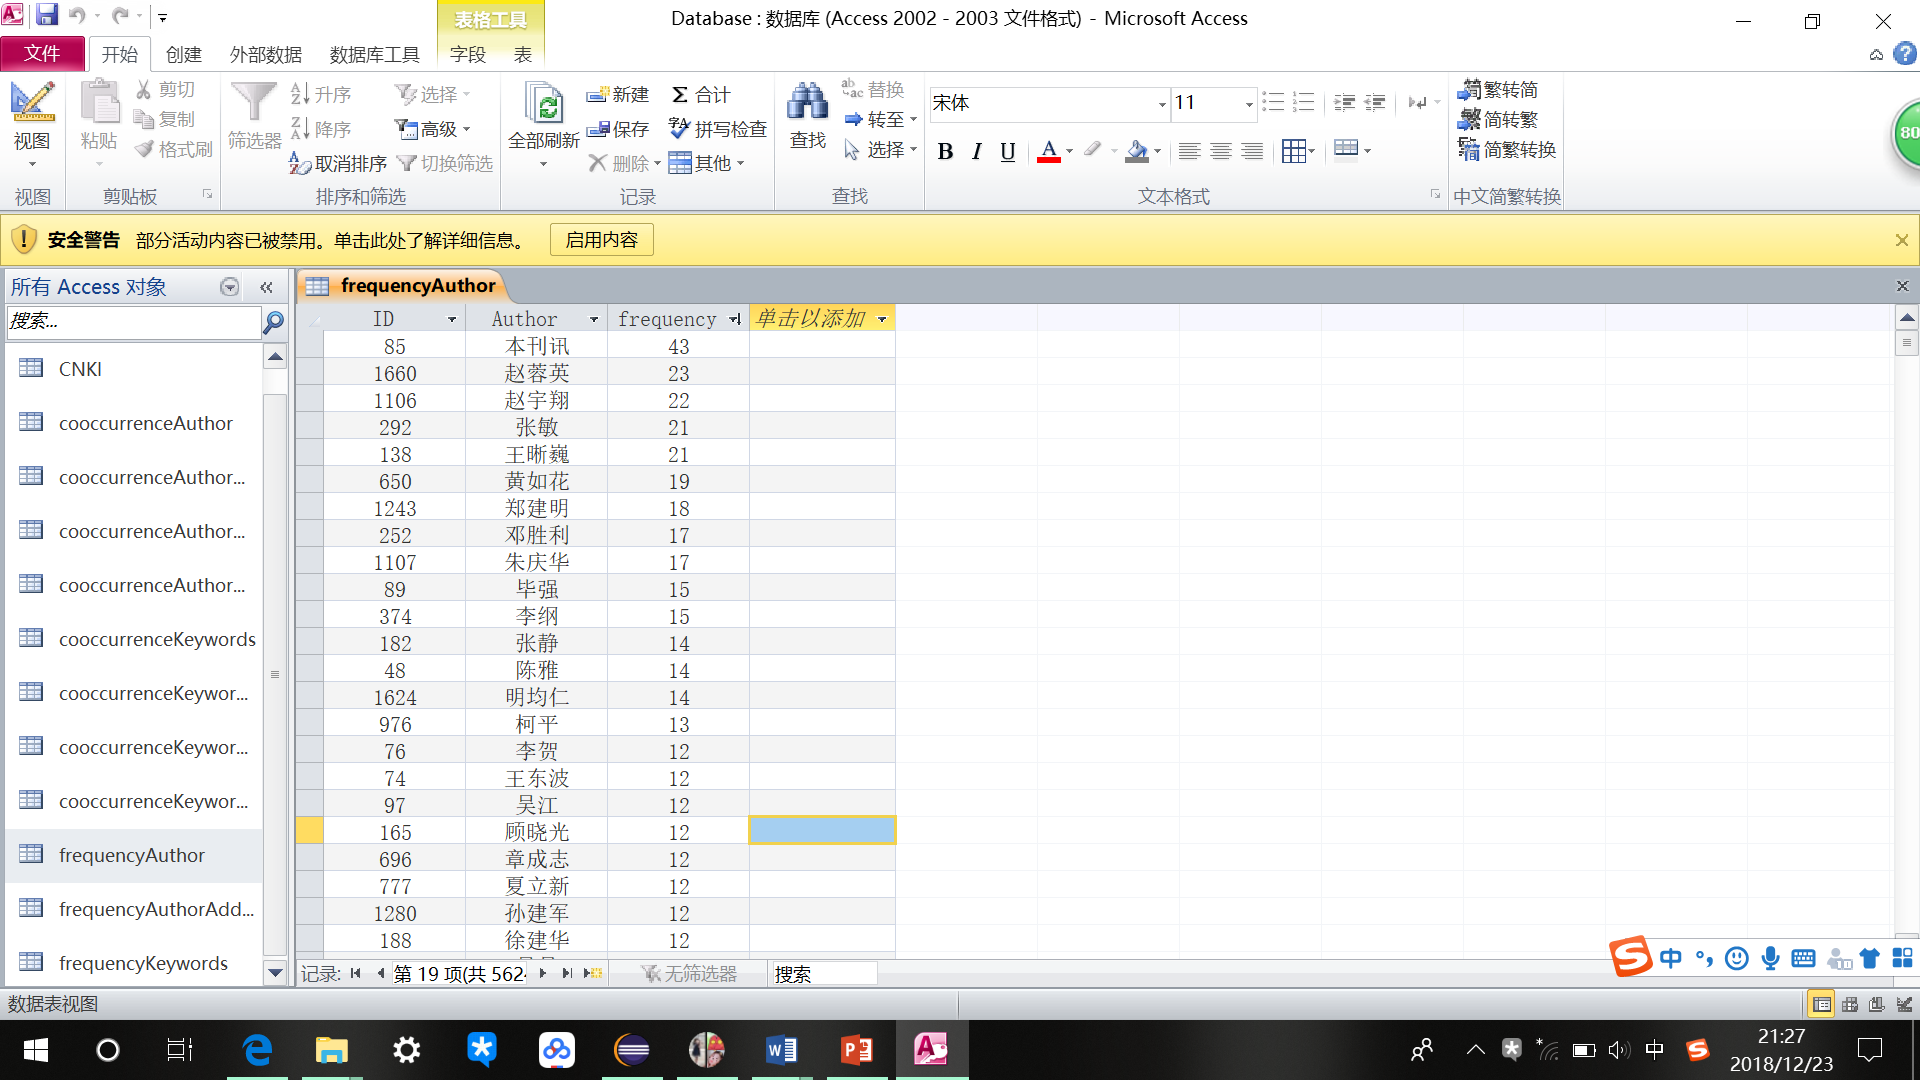 Database : 数据库 (Access 2002 - 2003 文件格式) - Microsoft Access
表格工具
文件 开始 创建 外部数据 数据库工具 字段 表
视图 粘贴 剪切 复制 格式刷
筛选器 升序 降序 取消排序 选择 高级 切换筛选
全部刷新 新建 保存 删除 合计 拼写检查 其他
查找 替换 转至 选择
宋体 11
B I U A
繁转简
简转繁
简繁转换
视图 剪贴板 排序和筛选 记录 查找 文本格式 中文简繁转换
80
安全警告 部分活动内容已被禁用。单击此处了解详细信息。 启用内容
所有 Access 对象
搜索...
CNKI
cooccurrenceAuthor
cooccurrenceAuthor...
cooccurrenceAuthor...
cooccurrenceAuthor...
cooccurrenceKeywords
cooccurrenceKeywor...
cooccurrenceKeywor...
cooccurrenceKeywor...
frequencyAuthor
frequencyAuthorAdd...
frequencyKeywords
frequencyAuthor
ID Author frequency 单击以添加
85 本刊讯 43
1660 赵蓉英 23
1106 赵宇翔 22
292 张敏 21
138 王晰巍 21
650 黄如花 19
1243 郑建明 18
252 邓胜利 17
1107 朱庆华 17
89 毕强 15
374 李纲 15
182 张静 14
48 陈雅 14
1624 明均仁 14
976 柯平 13
76 李贺 12
74 王东波 12
97 吴江 12
165 顾晓光 12
696 章成志 12
777 夏立新 12
1280 孙建军 12
188 徐建华 12
记录: 第 19 项(共 562 无筛选器 搜索
中
数据表视图
中
21:27
2018/12/23